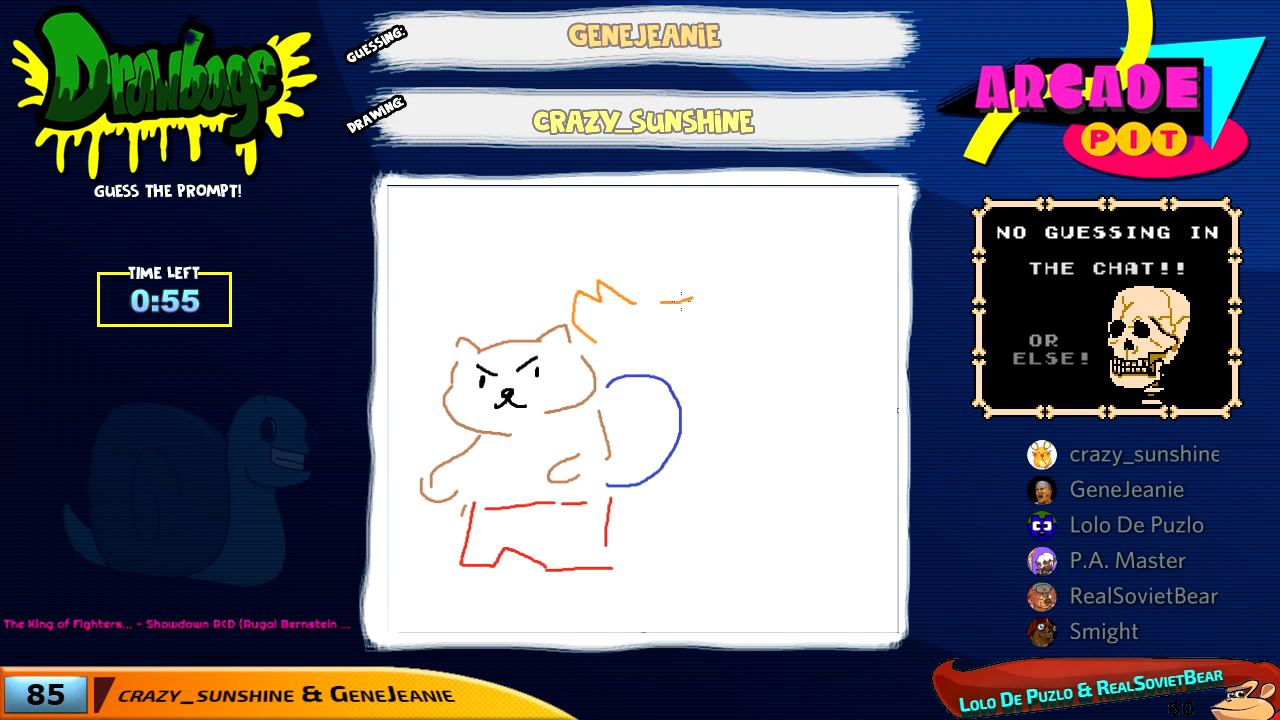 Drawbage
GUESS THE PROMPT!
TIME LEFT
0:55
GUESSING:
GENEJEANIE
DRAWING:
CRAZY_SUNSHINE
ARCADE
PIT
NO GUESSING IN
THE CHAT!!
OR
ELSE!
crazy_sunshine
GeneJeanie
Lolo De Puzlo
P.A. Master
RealSovietBear
Smight
The King of Fighters... - Showdown R&D (Rugal Bernstein ...
85
CRAZY_SUNSHINE & GENEJEANIE
LOLO DE PUZLO & REALSOVIETBEAR
60